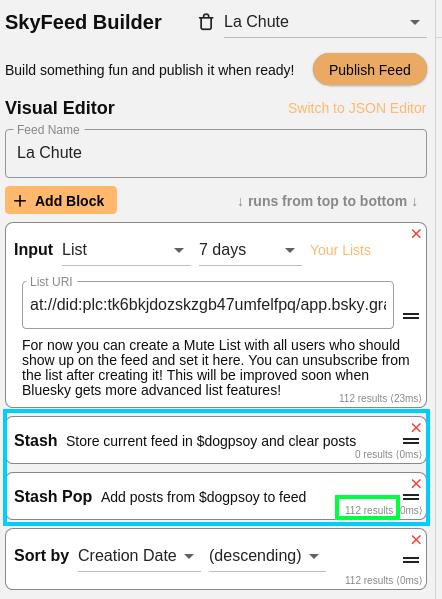 SkyFeed Builder
La Chute
Build something fun and publish it when ready!
Publish Feed
Visual Editor
Switch to JSON Editor
Feed Name
La Chute
+ Add Block
↓ runs from top to bottom ↓
Input
List
7 days
Your Lists
List URI
at://did:plc:tk6bkjdozskzgb47umfelfpq/app.bsky.gra
For now you can create a Mute List with all users who should
show up on the feed and set it here. You can unsubscribe from
the list after creating it! This will be improved soon when
Bluesky gets more advanced list features!
112 results (23ms)
Stash Store current feed in $dogpsoy and clear posts
0 results (0ms)
Stash Pop Add posts from $dogpsoy to feed
112 results (0ms)
Sort by
Creation Date
(descending)
112 results (0ms)